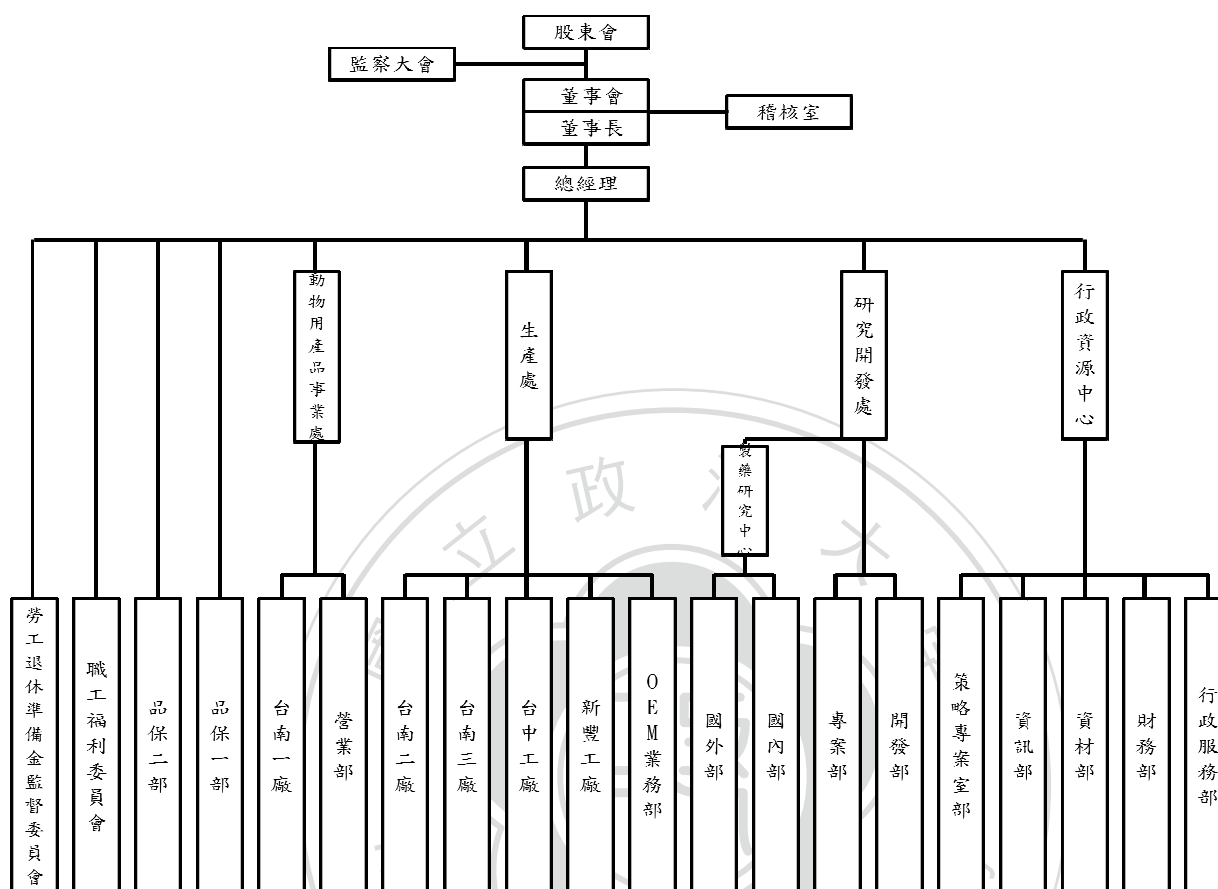 股東會
監察大會
董事會
稽核室
董事長
總經理
動物用產品事業處
生產處
研究開發處
行政資源中心
製藥研究中心
勞工退休準備金監督委員會
職工福利委員會
品保二部
品保一部
台南一廠
營業部
台南二廠
台南三廠
台中工廠
新豐工廠
OEM業務部
國外部
國內部
專案部
開發部
策略專案室部
資訊部
資材部
財務部
行政服務部
立
政
大